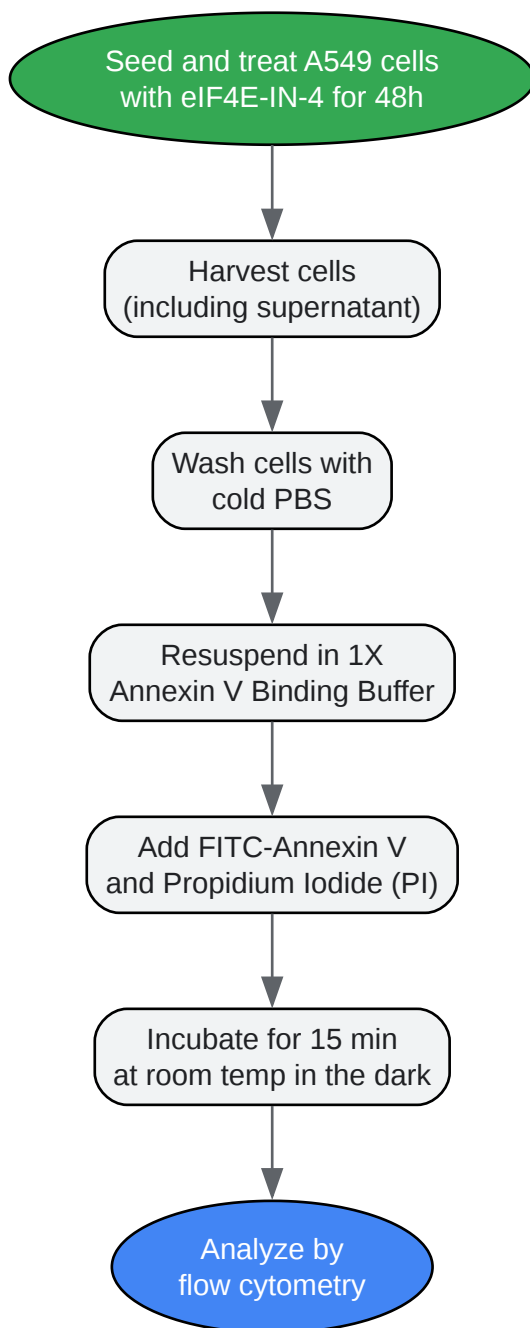 Seed and treat A549 cells
with eIF4E-IN-4 for 48h
Harvest cells
(including supernatant)
Wash cells with
cold PBS
Resuspend in 1X
Annexin V Binding Buffer
Add FITC-Annexin V
and Propidium Iodide (PI)
Incubate for 15 min
at room temp in the dark
Analyze by
flow cytometry